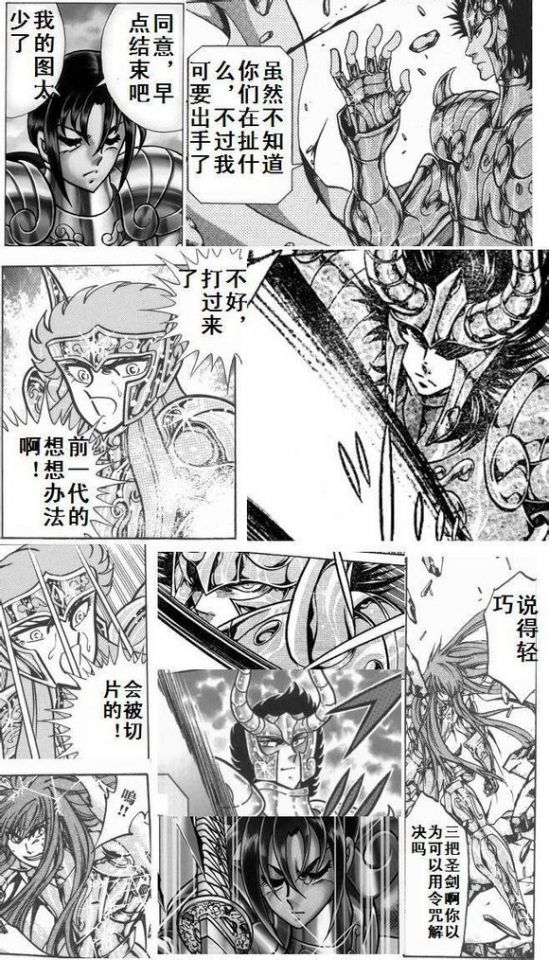 虽然不知道
你们在扯什
么，不过我
可要出手了
同意，早
点结束吧
我的图太
少了
不好，
打过来
了
前一代的
想想办法
啊！
说得轻
巧
三把圣剑啊你以
为可以用令咒解
决吗
会被切
片的！
嗚!!